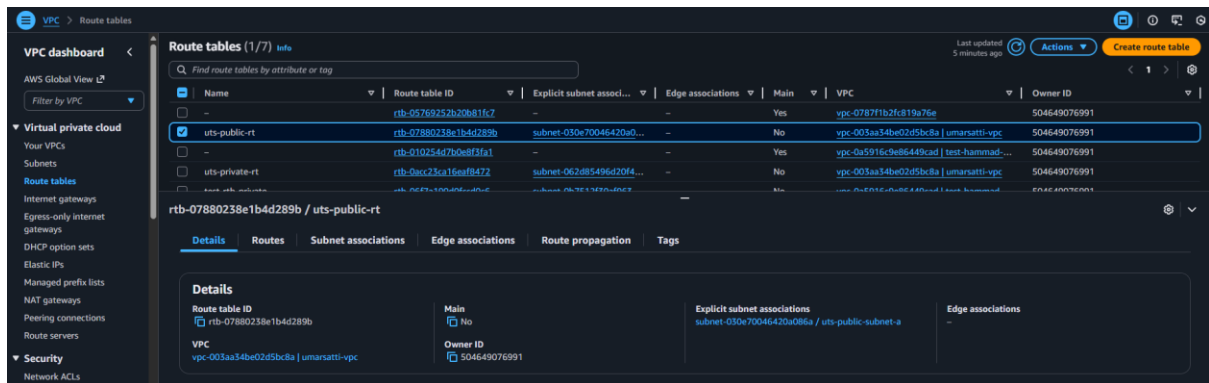 VPC > Route tables
VPC dashboard
AWS Global View
Filter by VPC
Virtual private cloud
Your VPCs
Subnets
Route tables
Internet gateways
Egress-only internet
gateways
DHCP option sets
Elastic IPs
Managed prefix lists
NAT gateways
Peering connections
Route servers
Security
Network ACLs
Route tables (1/7) Info
Last updated
5 minutes ago
Actions
Create route table
Find route tables by attribute or tag
1
Name Route table ID Explicit subnet associ... Edge associations Main VPC Owner ID
– rtb-05769252b20b81fc7 – – Yes vpc-0787f1b2fc819a76e 504649076991
uts-public-rt rtb-07880238e1b4d289b subnet-030e70046420a0... – No vpc-003aa34be02d5bc8a | umarsatti-vpc 504649076991
– rtb-010254d7b0e8f3fa1 – – Yes vpc-0a5916c9e86449cad | test-hammad-... 504649076991
uts-private-rt rtb-0acc23ca16eaf8472 subnet-062d85496d20f4... – No vpc-003aa34be02d5bc8a | umarsatti-vpc 504649076991
rtb-07880238e1b4d289b / uts-public-rt
Details Routes Subnet associations Edge associations Route propagation Tags
Details
Route table ID
rtb-07880238e1b4d289b
Main
No
Explicit subnet associations
subnet-030e70046420a086a / uts-public-subnet-a
Edge associations
–
VPC
vpc-003aa34be02d5bc8a | umarsatti-vpc
Owner ID
504649076991